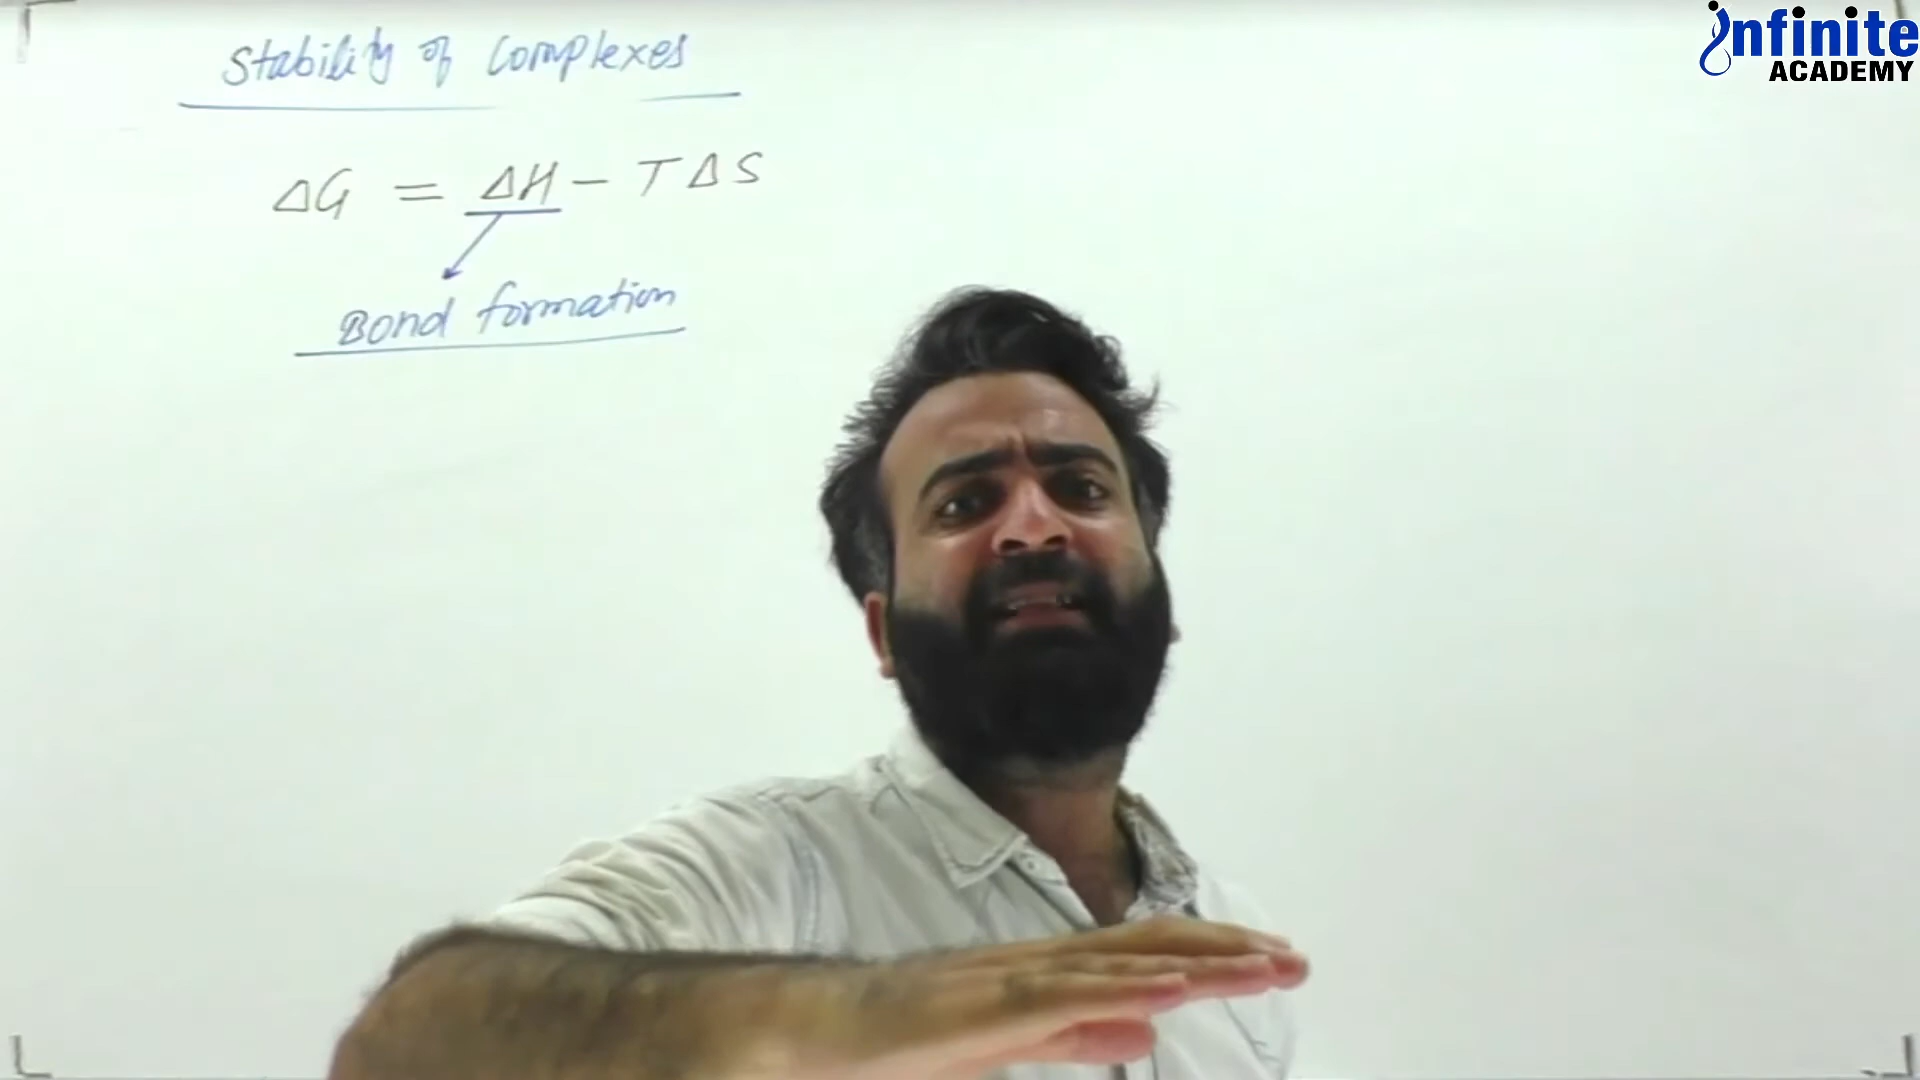 Stability of complexes
ΔG = ΔH - TΔS
Bond formation
infinite
ACADEMY